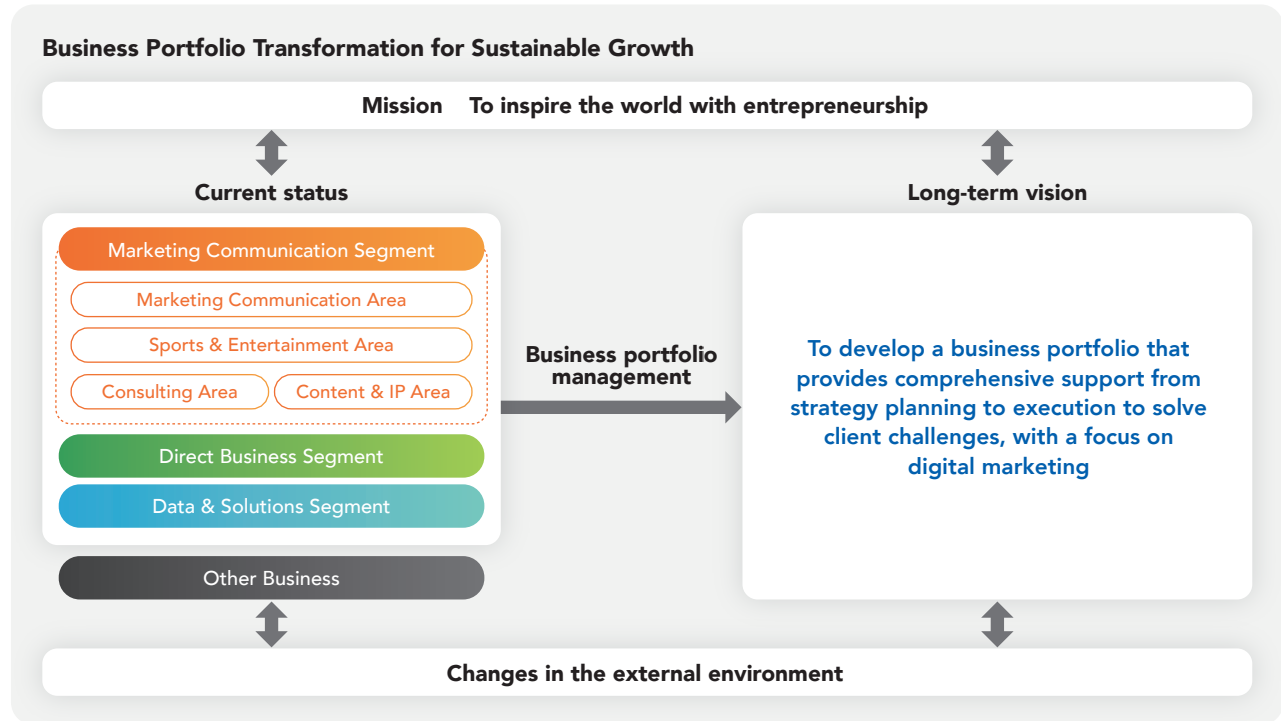 Business Portfolio Transformation for Sustainable Growth
Mission To inspire the world with entrepreneurship
Current status
Marketing Communication Segment
Marketing Communication Area
Sports & Entertainment Area
Consulting Area
Content & IP Area
Direct Business Segment
Data & Solutions Segment
Other Business
Business portfolio
management
Long-term vision
To develop a business portfolio that
provides comprehensive support from
strategy planning to execution to solve
client challenges, with a focus on
digital marketing
Changes in the external environment